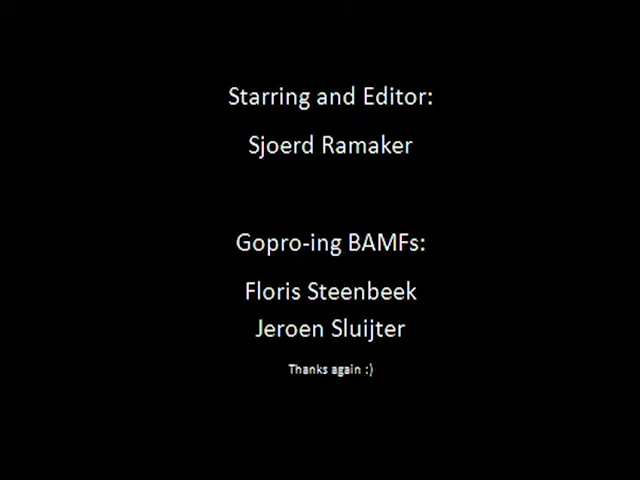 Starring and Editor:
Sjoerd Ramaker
Gopro-ing BAMFs:
Floris Steenbeek
Jeroen Sluijter
Thanks again :)